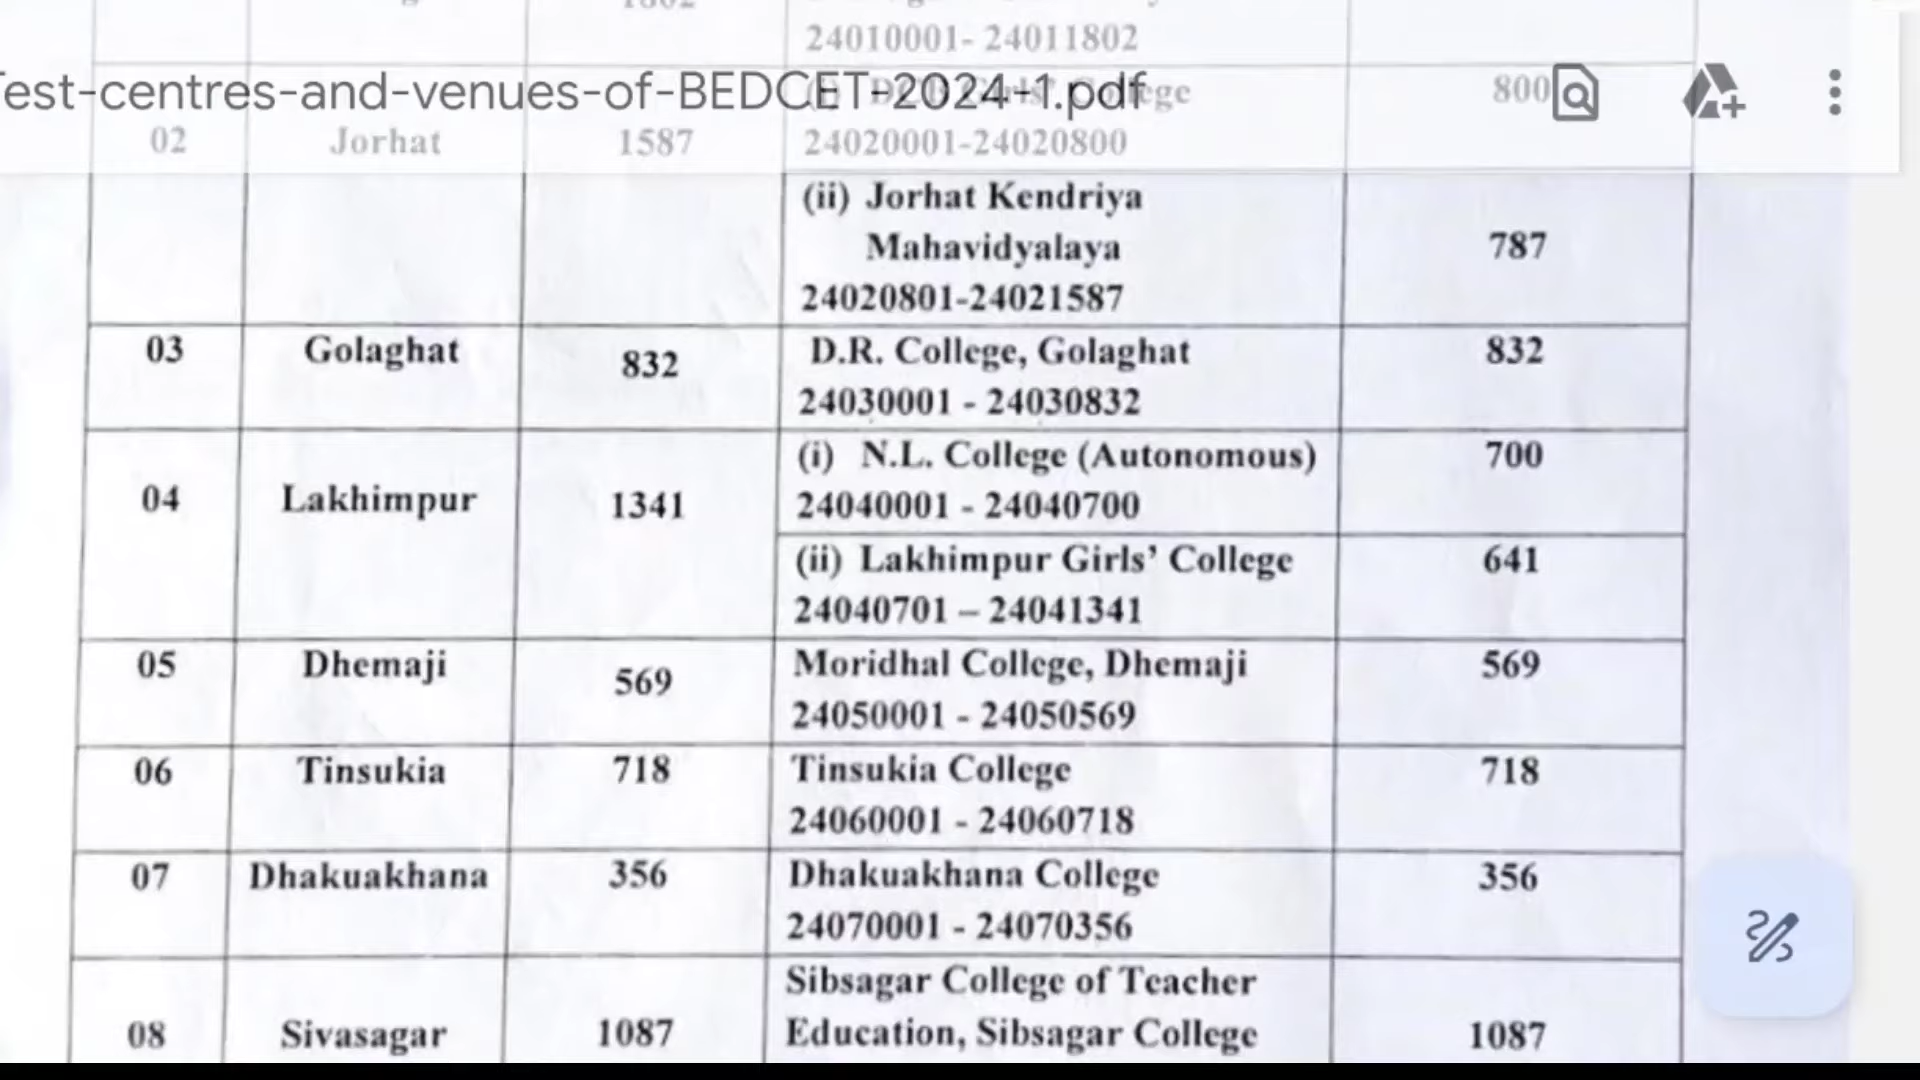 24010001- 24011802
est-centres-and-venues-of-BEDCET-2024-1.pdf
800
02 Jorhat 1587 24020001-24020800
(ii) Jorhat Kendriya
Mahavidyalaya
24020801-24021587
787
03 Golaghat 832 D.R. College, Golaghat 832
24030001 - 24030832
(i) N.L. College (Autonomous) 700
04 Lakhimpur 1341 24040001 - 24040700
(ii) Lakhimpur Girls' College 641
24040701 – 24041341
05 Dhemaji 569 Moridhal College, Dhemaji 569
24050001 - 24050569
06 Tinsukia 718 Tinsukia College 718
24060001 - 24060718
07 Dhakuakhana 356 Dhakuakhana College 356
24070001 - 24070356
Sibsagar College of Teacher
08 Sivasagar 1087 Education, Sibsagar College 1087